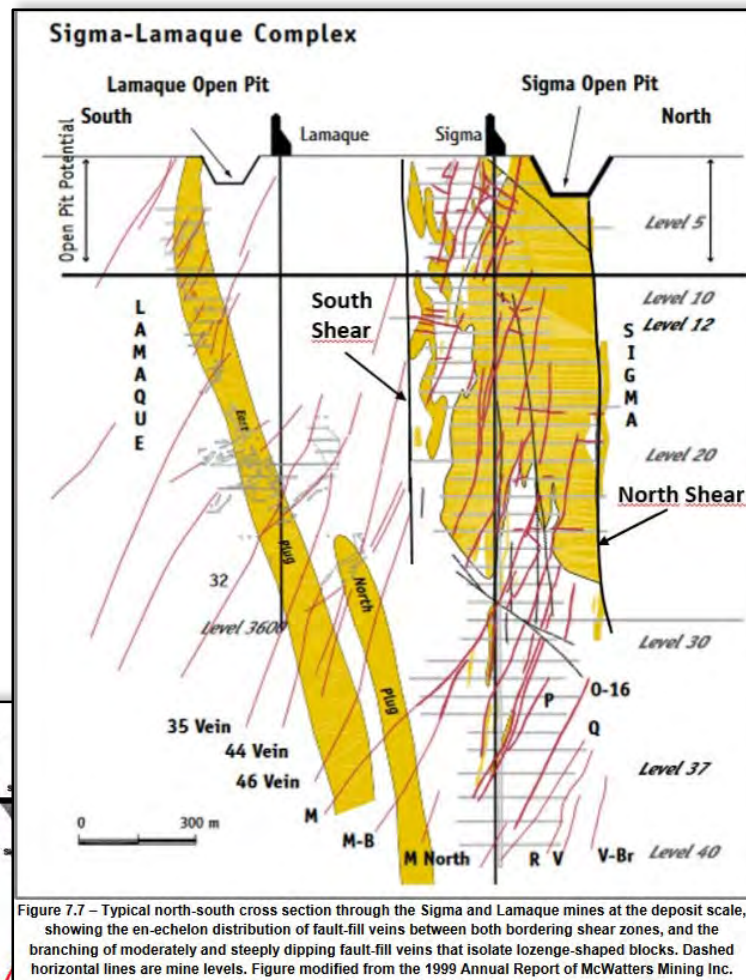 Sigma-Lamaque Complex
Lamaque Open Pit
Sigma Open Pit
South
Lamaque
Sigma
North
Open Pit Potential
Level 5
Level 10
LAMAQUE
South
Shear
SIGMA
Level 12
East
Level 20
North Shear
Plug
32
North
Level 3600
Level 30
Plug
P
O-16
35 Vein
Q
44 Vein
46 Vein
Level 37
M
0
300 m
M-B
M North
R
V
V-Br
Level 40
Figure 7.7 – Typical north-south cross section through the Sigma and Lamaque mines at the deposit scale,
showing the en-echelon distribution of fault-fill veins between both bordering shear zones, and the
branching of moderately and steeply dipping fault-fill veins that isolate lozenge-shaped blocks. Dashed
horizontal lines are mine levels. Figure modified from the 1999 Annual Report of McWatters Mining Inc.